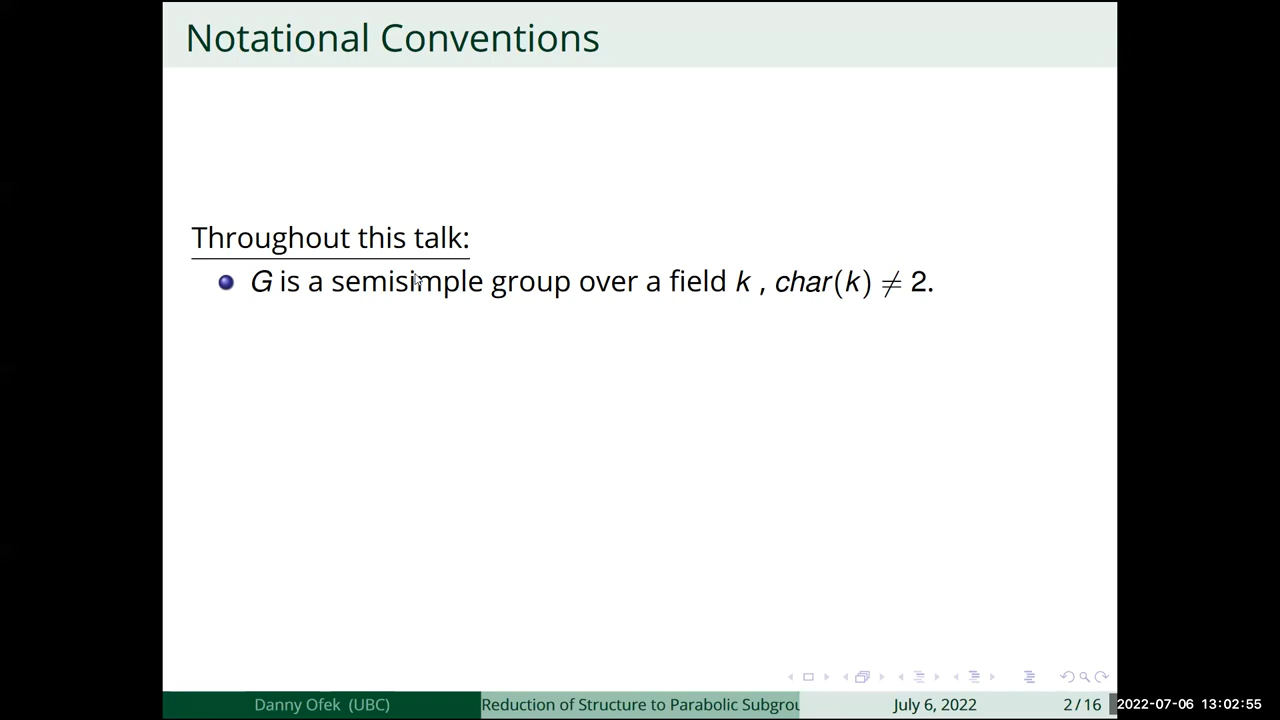 Notational Conventions
Throughout this talk:
G is a semisimple group over a field k , char(k) ≠ 2.
Danny Ofek (UBC) Reduction of Structure to Parabolic Subgrou July 6, 2022 2/16 2022-07-06 13:02:55